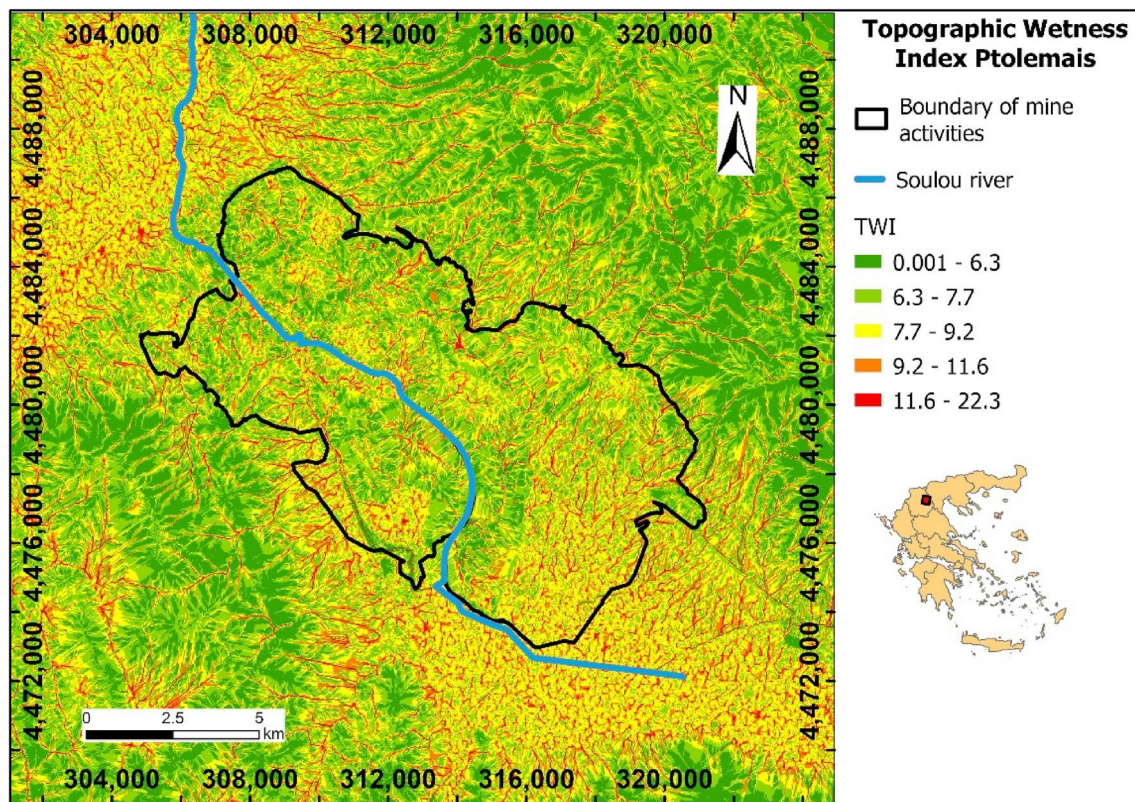 304,000 308,000 312,000 316,000 320,000
4,488,000
4,484,000
4,480,000
4,476,000
4,472,000
N
4,488,000
4,484,000
4,480,000
4,476,000
4,472,000
0 2.5 5
km
304,000 308,000 312,000 316,000 320,000
Topographic Wetness
Index Ptolemais
Boundary of mine
activities
Soulou river
TWI
0.001 - 6.3
6.3 - 7.7
7.7 - 9.2
9.2 - 11.6
11.6 - 22.3